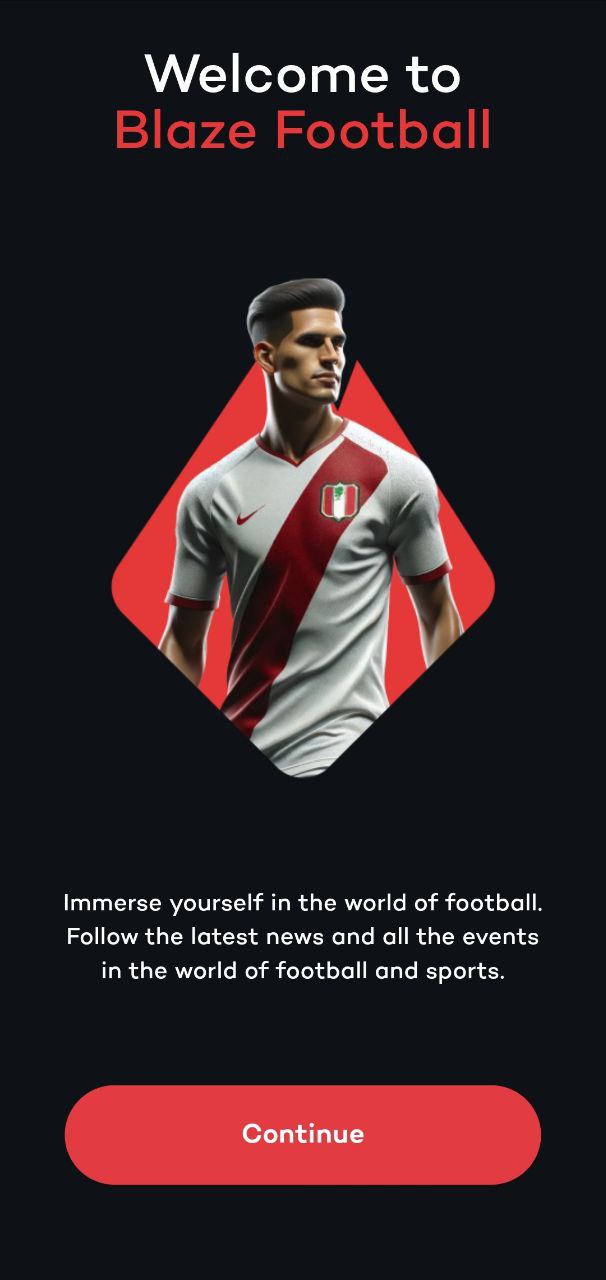 Welcome to
Blaze Football
Immerse yourself in the world of football.
Follow the latest news and all the events
in the world of football and sports.
Continue